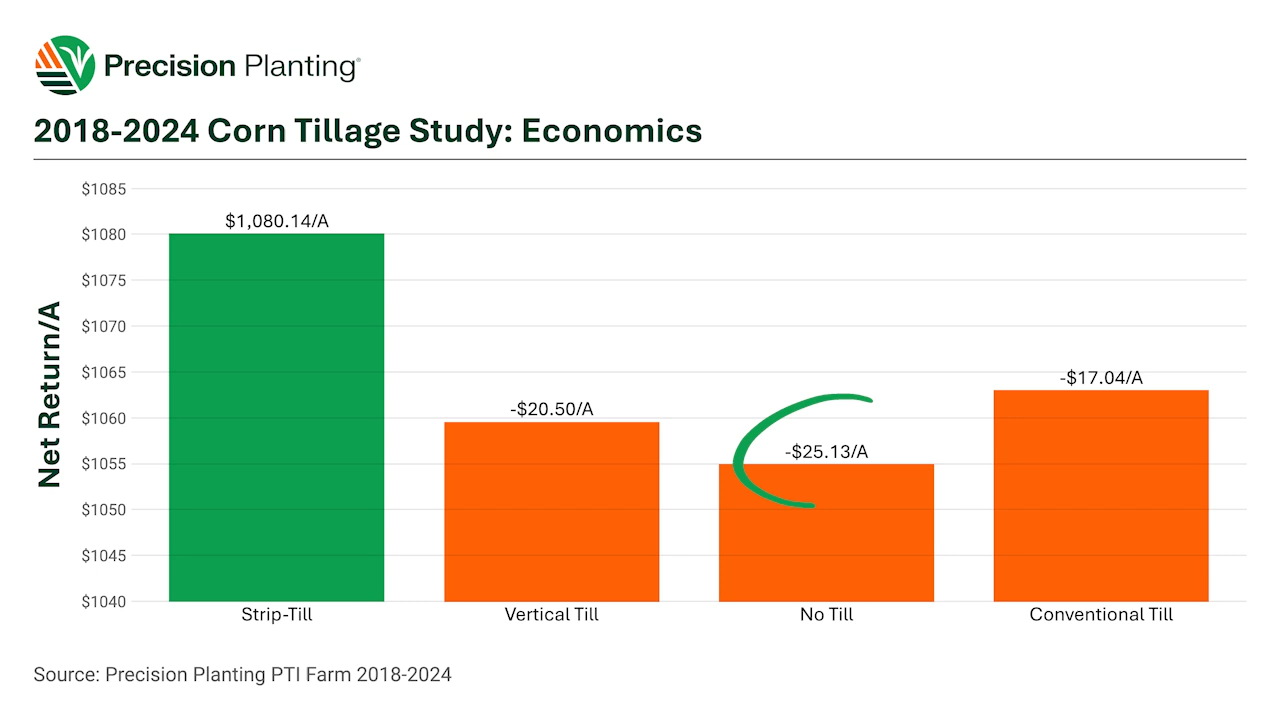 Precision Planting®
2018-2024 Corn Tillage Study: Economics
Net Return/A
$1085
$1080
$1075
$1070
$1065
$1060
$1055
$1050
$1045
$1040
$1,080.14/A
-$20.50/A
-$25.13/A
-$17.04/A
Strip-Till
Vertical Till
No Till
Conventional Till
Source: Precision Planting PTI Farm 2018-2024